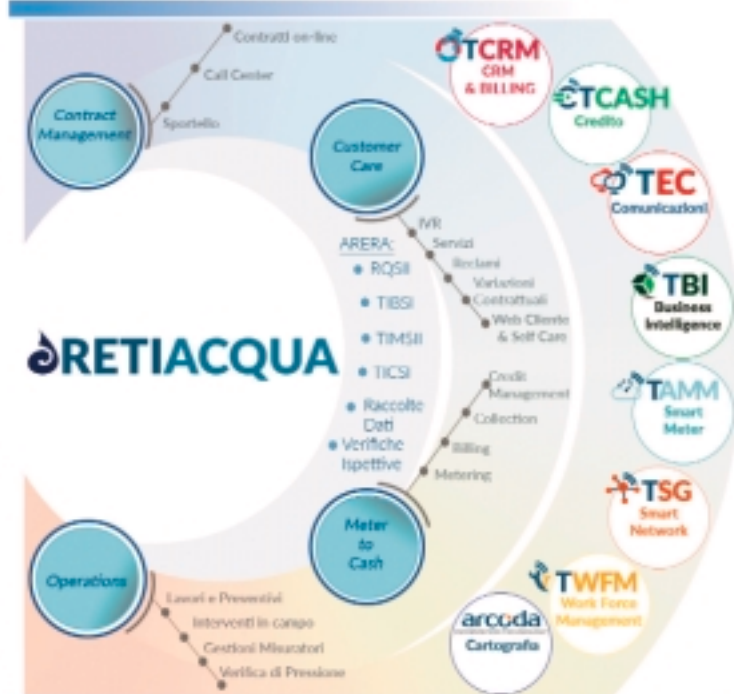 Contratti on-line
Call Center
Sportello
Contract
Management
Customer
Care
IVR
Servizi
Reclami
Variazioni
Contrattuali
Web Cliente
& Self Care
ARERA:
RQSII
TIBSI
TIMSII
TICSI
Raccolte
Dati
Verifiche
Ispettive
RETIACQUA
Credit
Management
Collection
Billing
Metering
Meter
to
Cash
Operations
Lavori e Preventivi
Interventi in campo
Gestioni Misuratori
Verifica di Pressione
TCRM
CRM
& BILLING
TCASH
Credito
TEC
Comunicazioni
TBI
Business
Intelligence
TAMM
Smart
Meter
TSG
Smart
Network
TWFM
Work Force
Management
arcoda
Cartografia